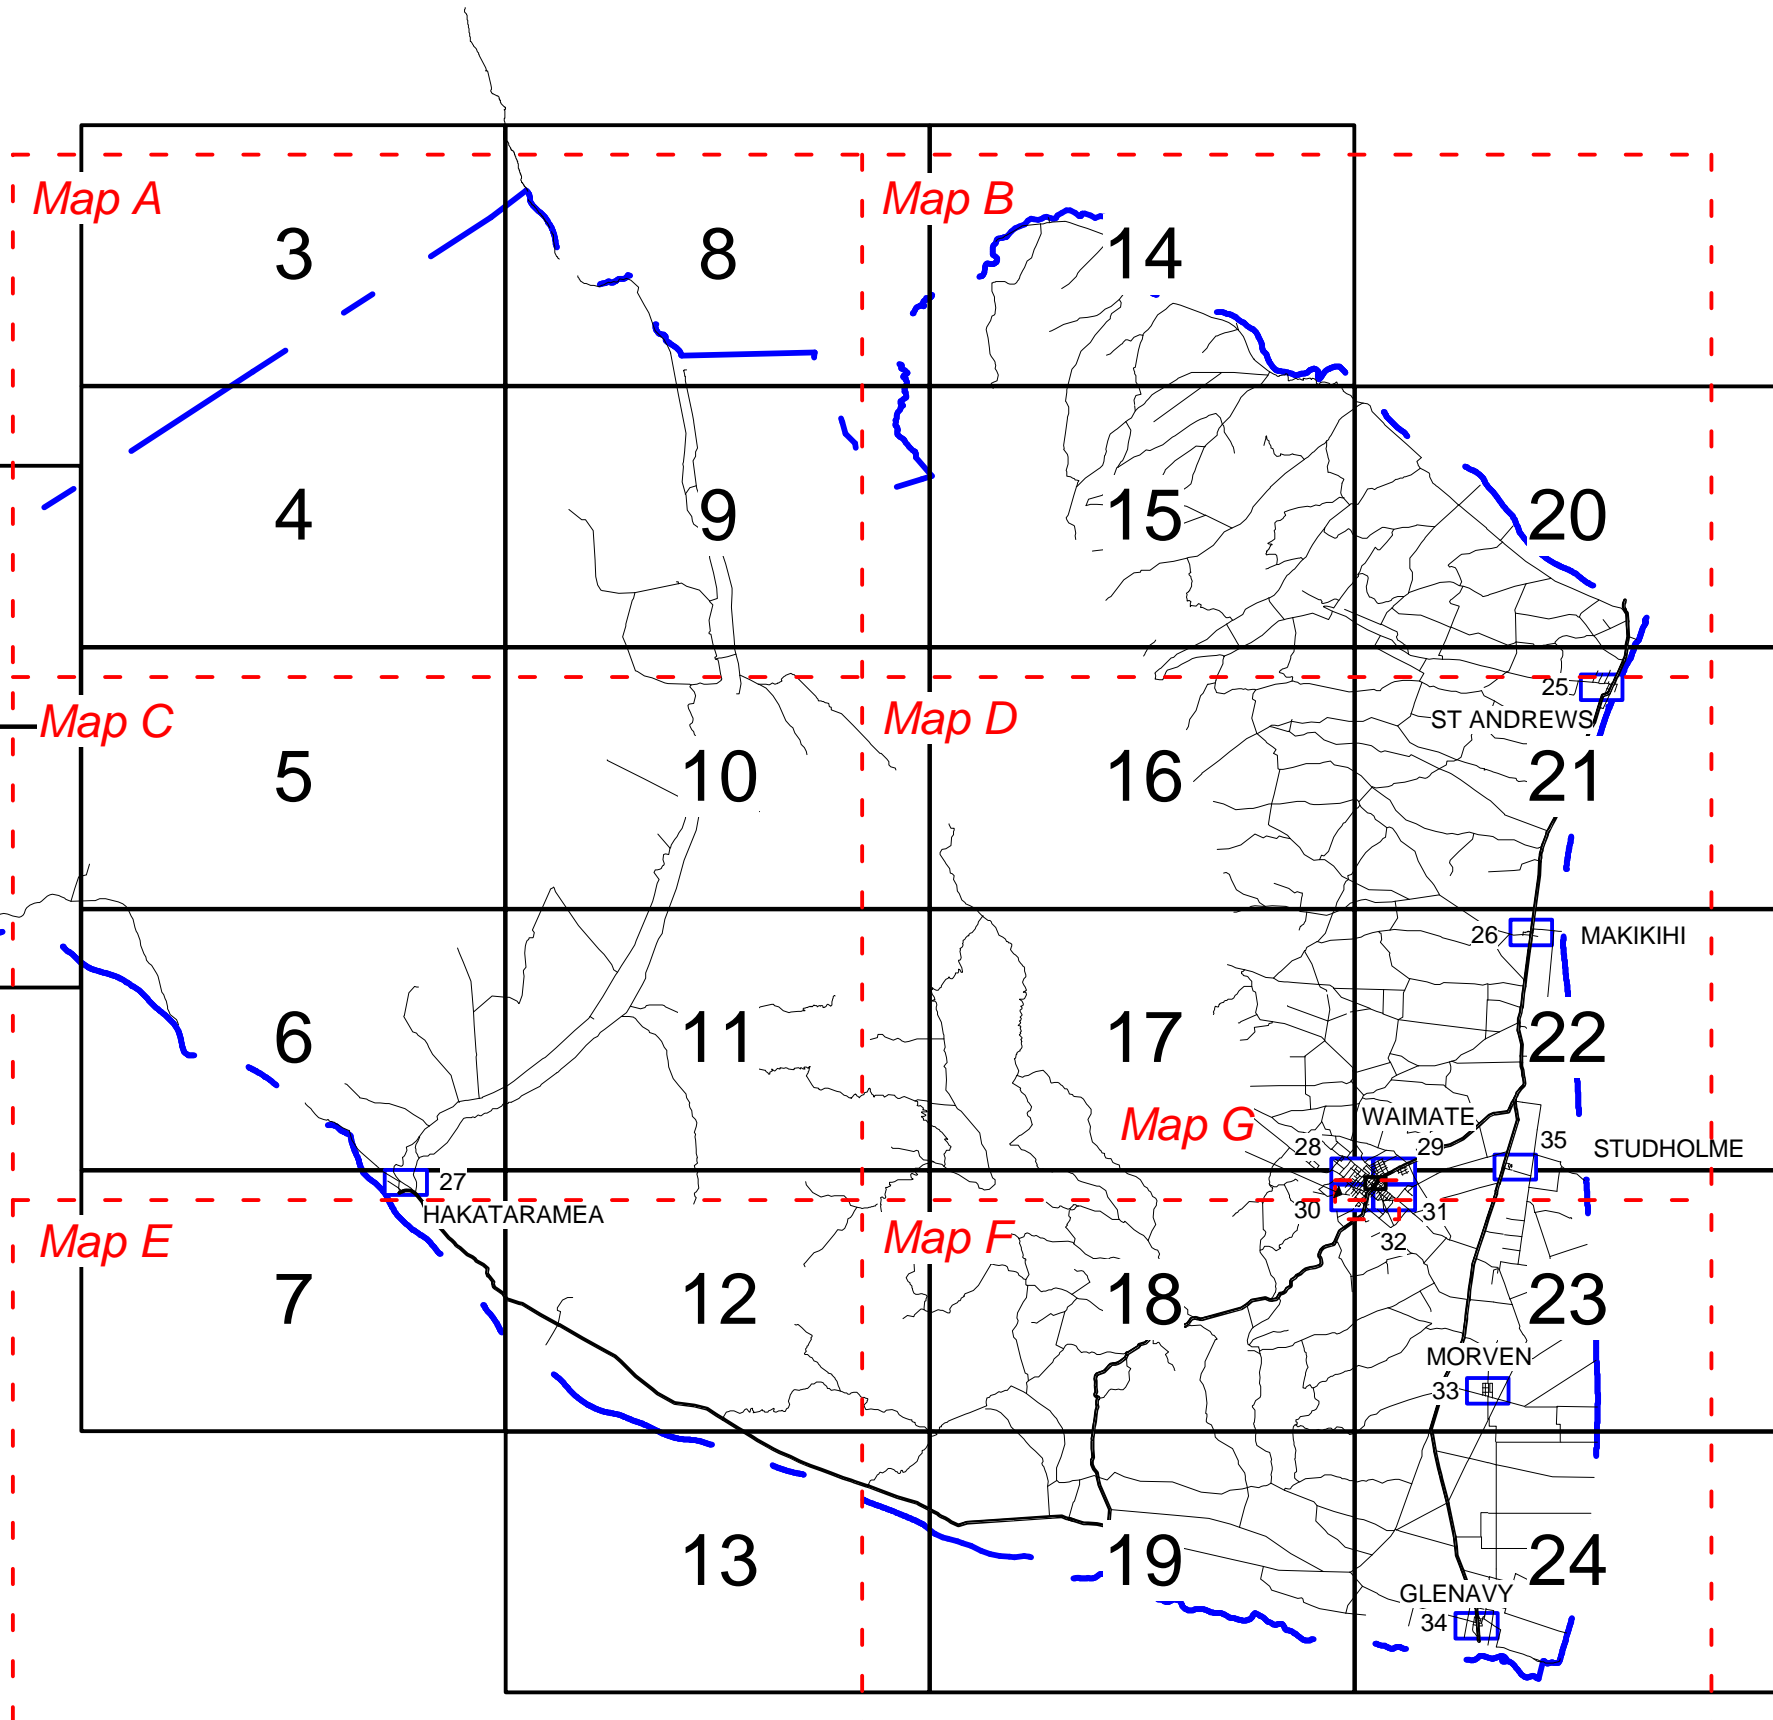 Map A
Map B
3
8
14
4
9
15
20
25
ST ANDREWS
Map C
Map D
5
10
16
21
26
MAKIKIHI
6
11
17
22
Map G
WAIMATE
28
29
35
STUDHOLME
27
HAKATARAMEA
30
31
32
Map E
Map F
7
12
18
23
MORVEN
33
13
19
24
GLENAVY
34